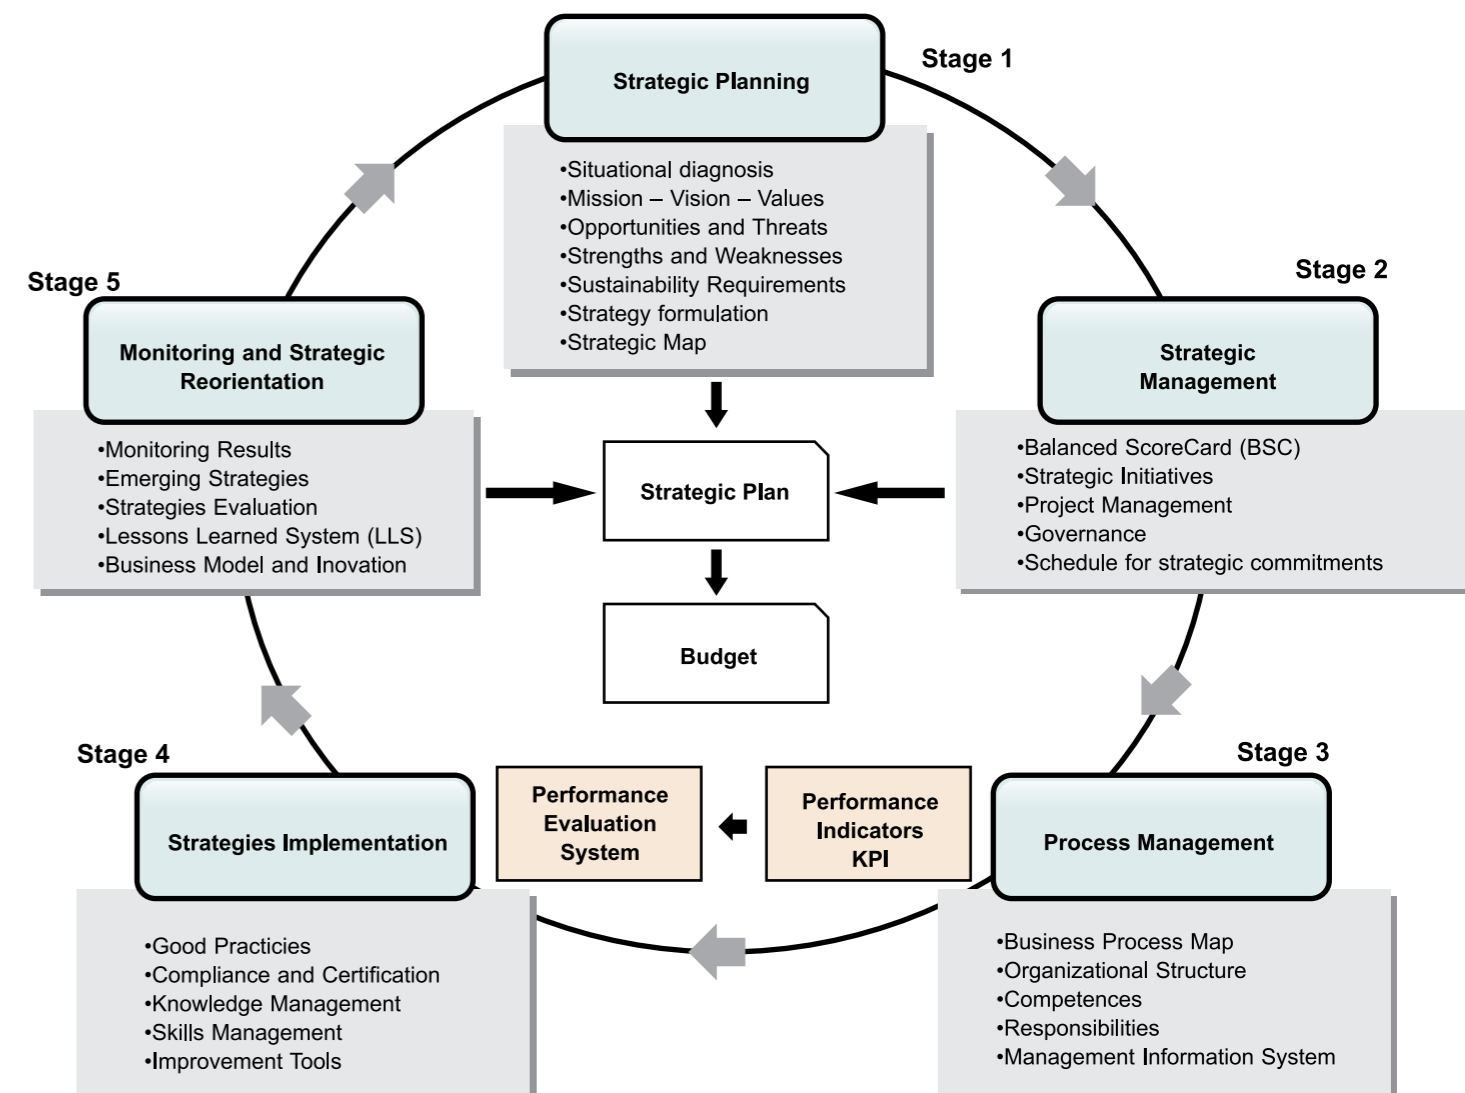 Stage 1
Strategic Planning
•Situational diagnosis
•Mission – Vision – Values
•Opportunities and Threats
•Strengths and Weaknesses
•Sustainability Requirements
•Strategy formulation
•Strategic Map
Stage 2
Strategic
Management
•Balanced ScoreCard (BSC)
•Strategic Initiatives
•Project Management
•Governance
•Schedule for strategic commitments
Stage 5
Monitoring and Strategic
Reorientation
•Monitoring Results
•Emerging Strategies
•Strategies Evaluation
•Lessons Learned System (LLS)
•Business Model and Inovation
Strategic Plan
Budget
Stage 3
Process Management
•Business Process Map
•Organizational Structure
•Competences
•Responsibilities
•Management Information System
Performance
Indicators
KPI
Performance
Evaluation
System
Stage 4
Strategies Implementation
•Good Practicies
•Compliance and Certification
•Knowledge Management
•Skills Management
•Improvement Tools